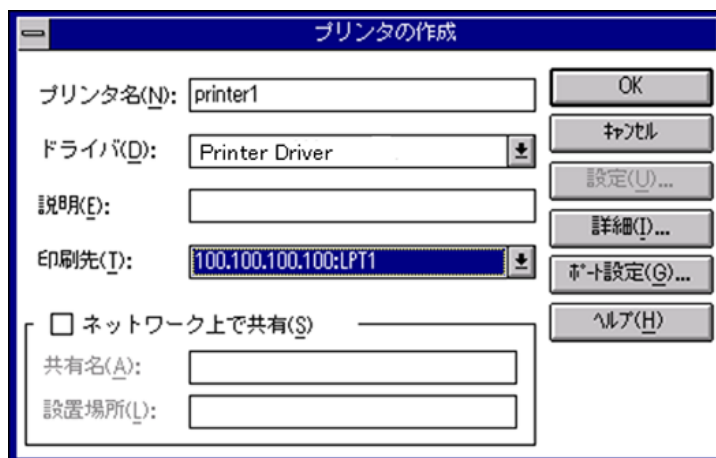 プリンタの作成
プリンタ名(N): printer1
ドライバ(D): Printer Driver
説明(E):
印刷先(T): 100.100.100.100:LPT1
ネットワーク上で共有(S)
共有名(A):
設置場所(L):
OK
ｷｬﾝｾﾙ
設定(U)...
詳細(I)...
ﾎﾟｰﾄ設定(G)...
ﾍﾙﾌﾟ(H)